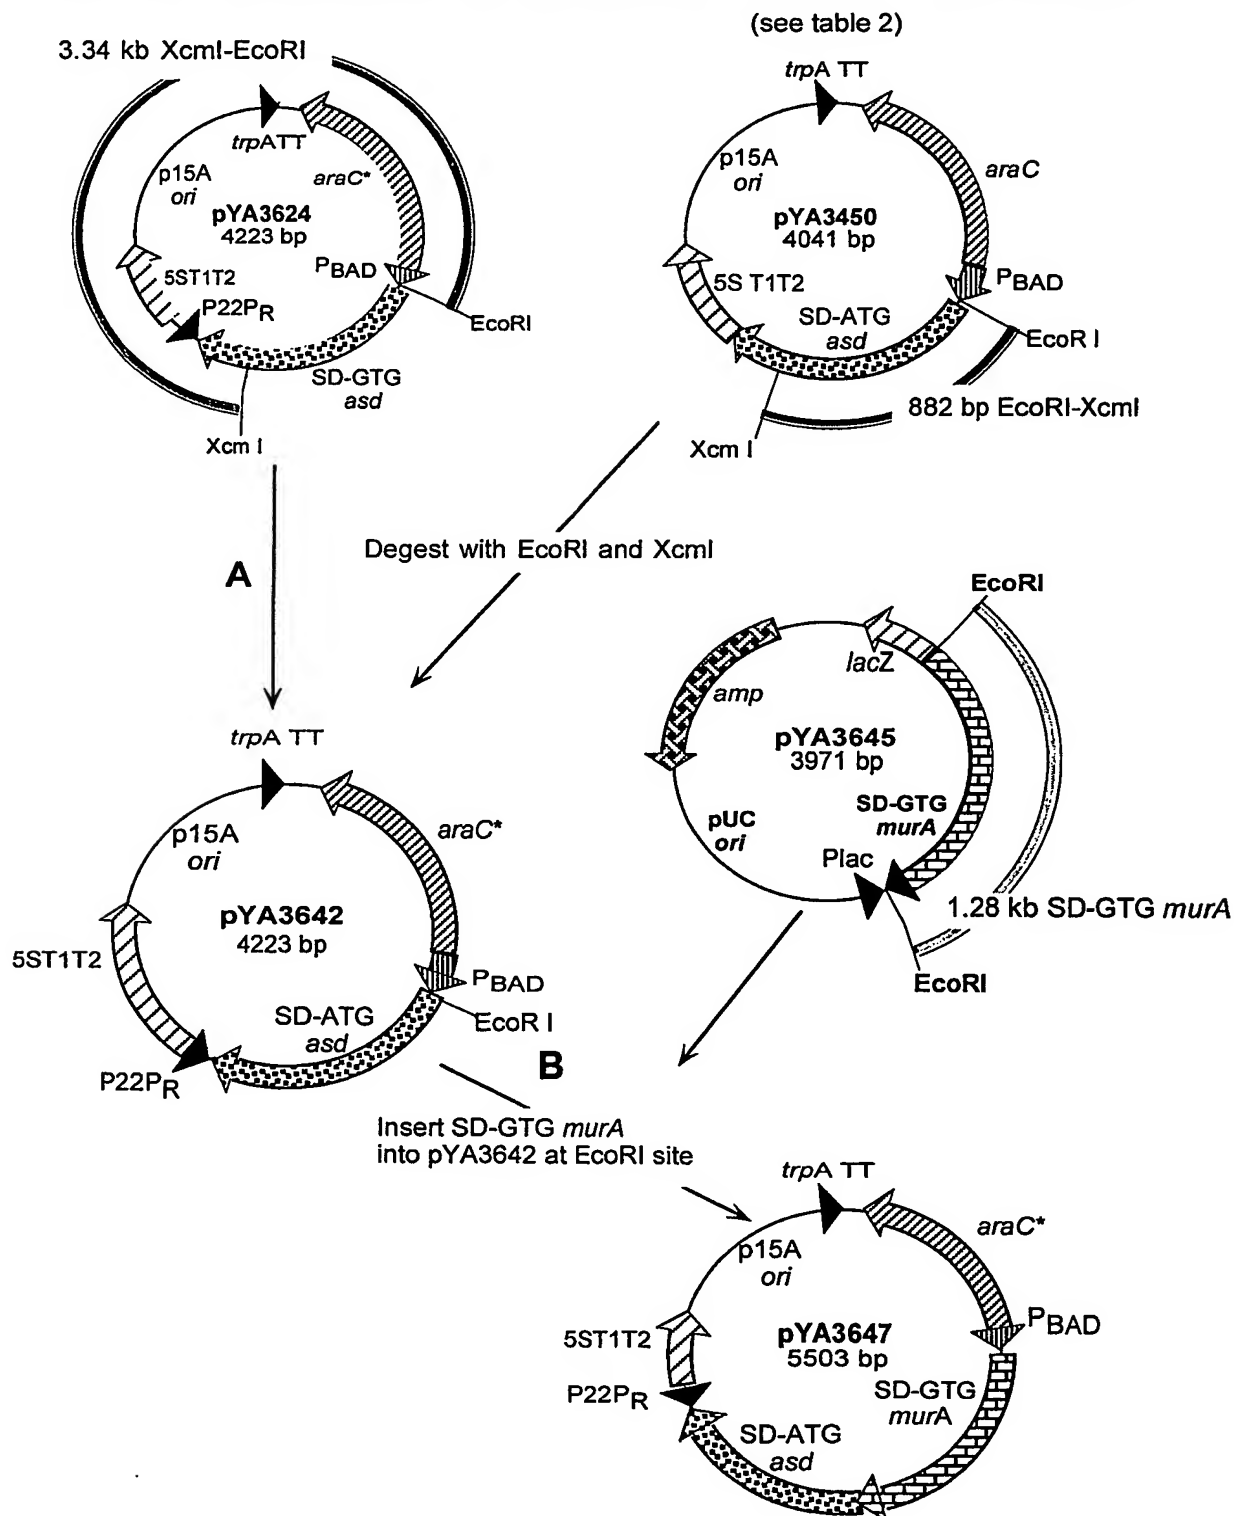 (see table 2)
3.34 kb XcmI-EcoRI
trpATT
araC*
p15A
ori
pYA3624
4223 bp
PBAD
5ST1T2
P22PR
EcoRI
SD-GTG
asd
Xcm I
trpA TT
araC
p15A
ori
pYA3450
4041 bp
PBAD
5S T1T2
SD-ATG
asd
EcoR I
882 bp EcoRI-XcmI
Xcm I
A
Degest with EcoRI and XcmI
EcoRI
lacZ
amp
pYA3645
3971 bp
SD-GTG
murA
pUC
ori
Plac
1.28 kb SD-GTG murA
EcoRI
trpA TT
araC*
p15A
ori
pYA3642
4223 bp
5ST1T2
PBAD
SD-ATG
asd
EcoR I
P22PR
B
Insert SD-GTG murA
into pYA3642 at EcoRI site
trpA TT
araC*
p15A
ori
PBAD
pYA3647
5503 bp
5ST1T2
P22PR
SD-GTG
murA
SD-ATG
asd